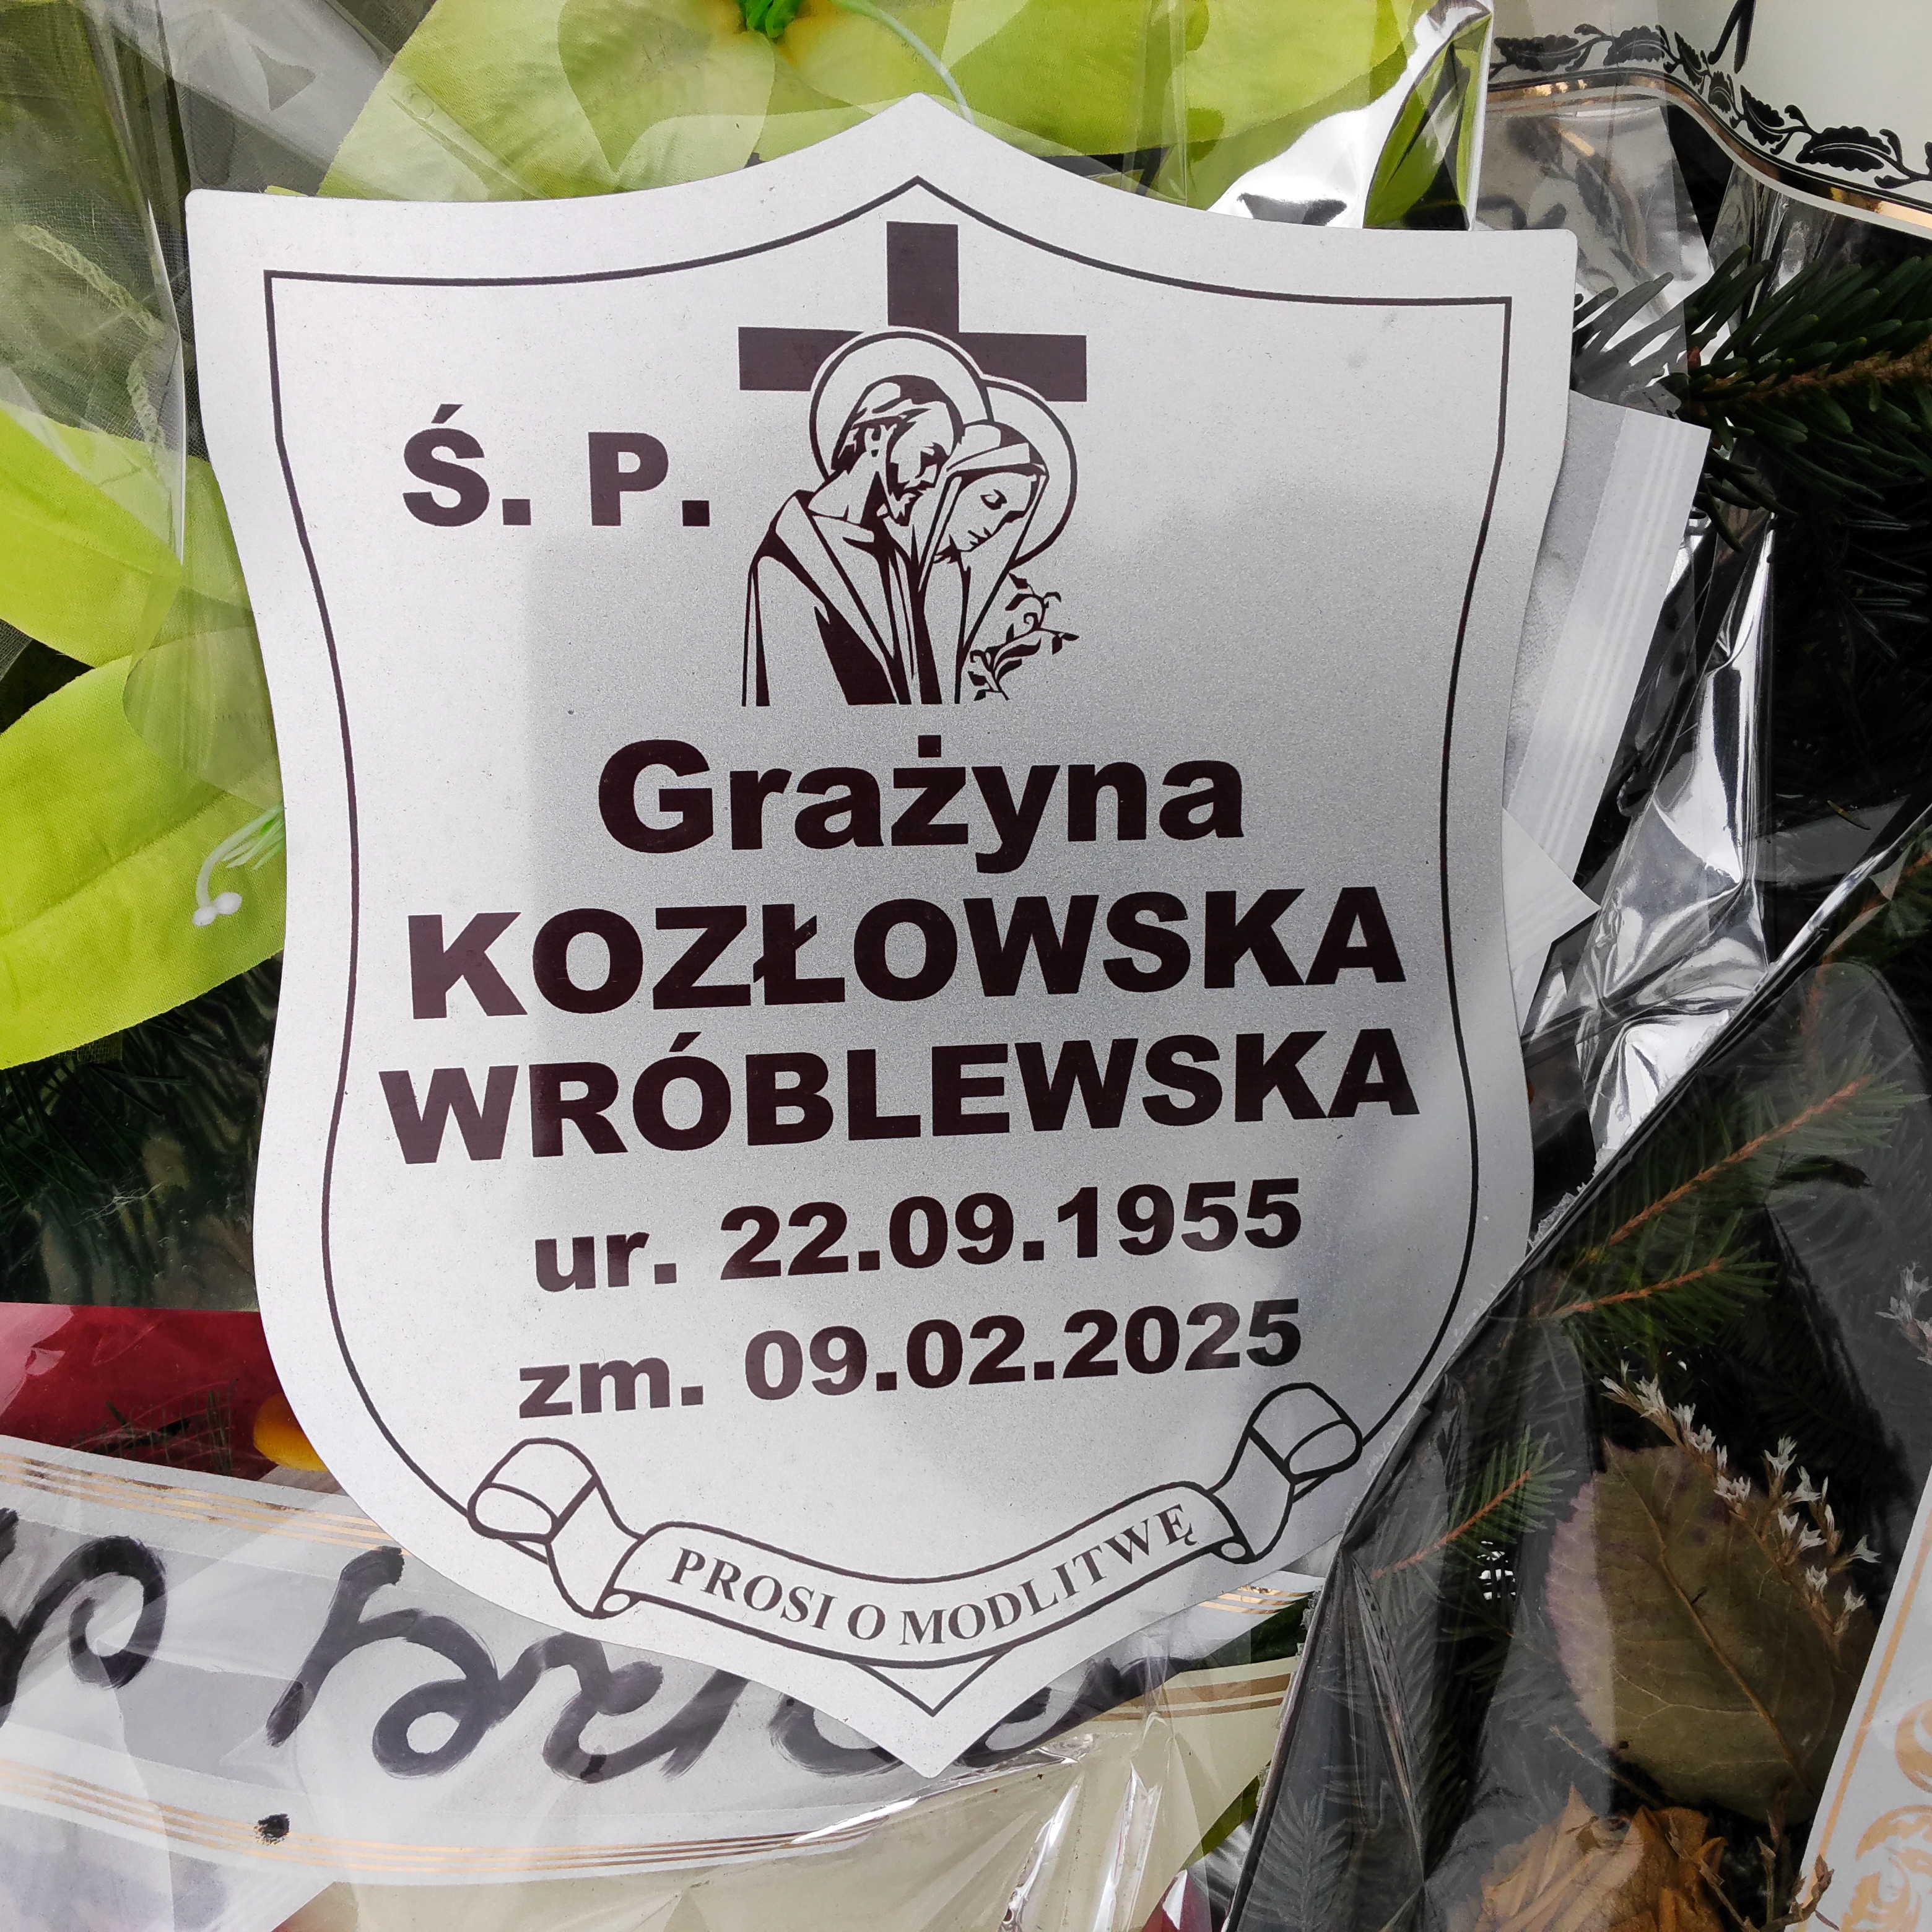 Ś. P.
Grażyna
KOZŁOWSKA
WRÓBLEWSKA
ur. 22.09.1955
zm. 09.02.2025
PROSI O MODLITWĘ